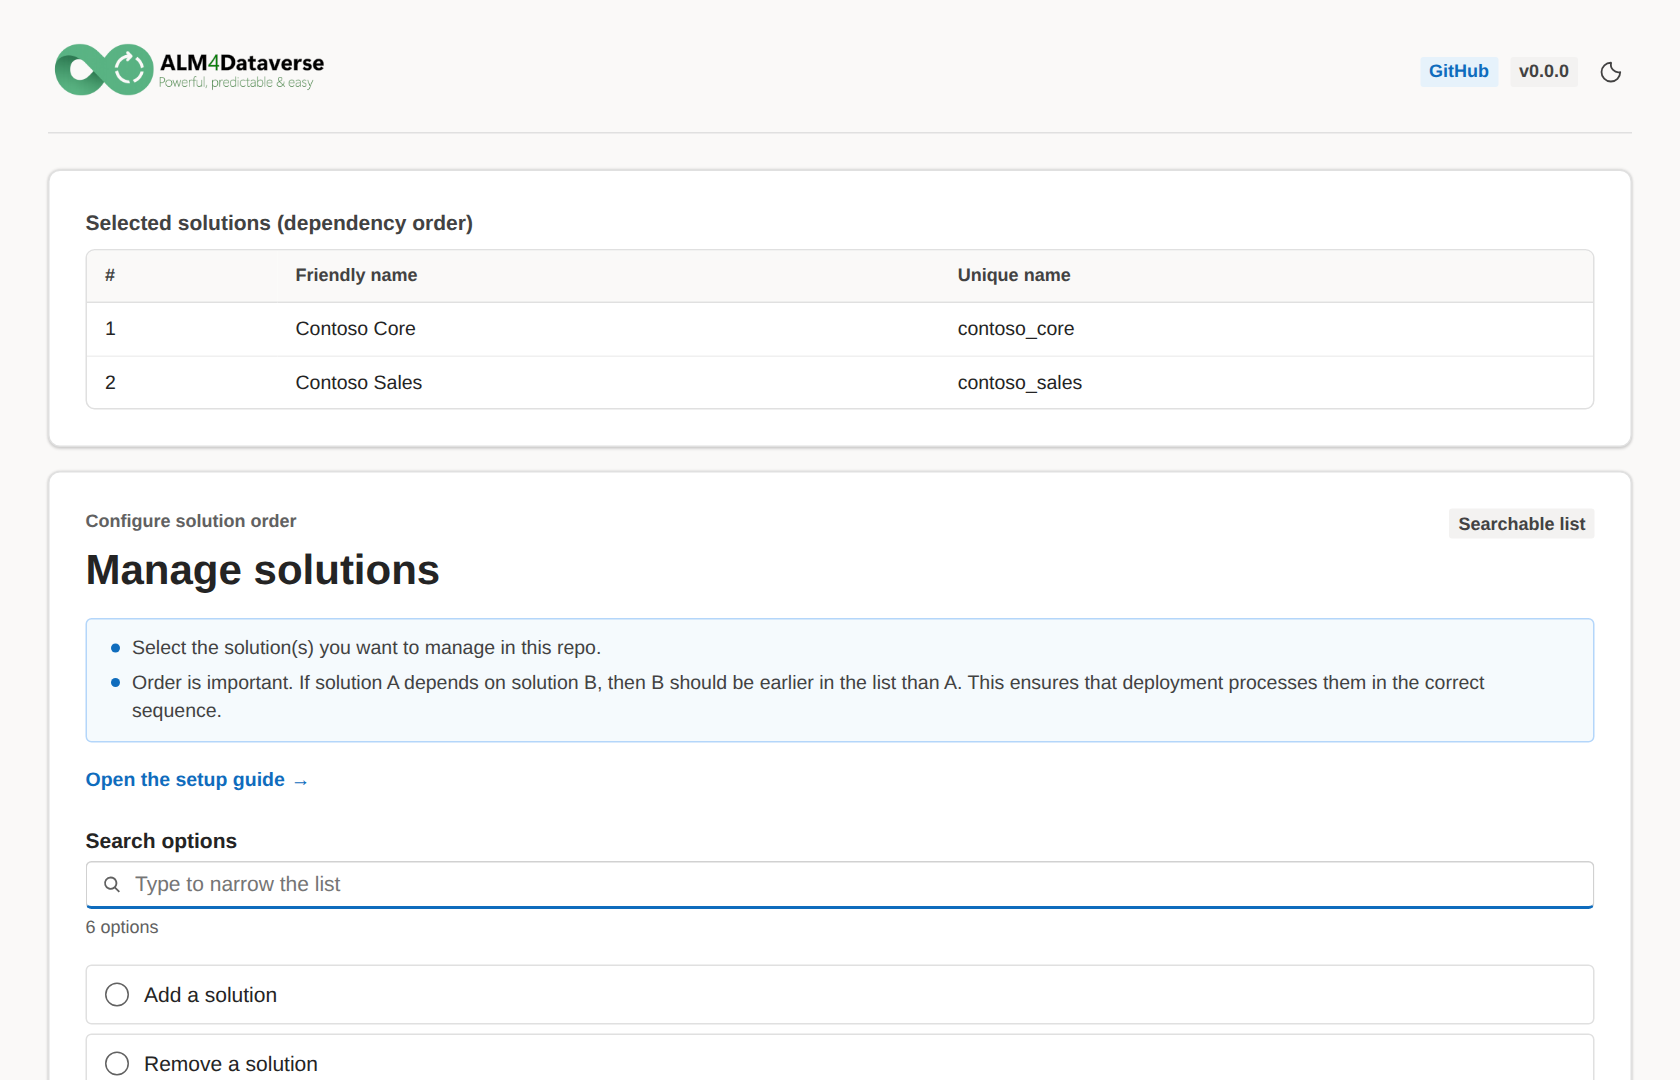 ALM4Dataverse
Powerful, predictable & easy
GitHub
v0.0.0
Selected solutions (dependency order)
# Friendly name Unique name
1 Contoso Core contoso_core
2 Contoso Sales contoso_sales
Configure solution order
Searchable list
Manage solutions
Select the solution(s) you want to manage in this repo.
Order is important. If solution A depends on solution B, then B should be earlier in the list than A. This ensures that deployment processes them in the correct
sequence.
Open the setup guide →
Search options
Type to narrow the list
6 options
Add a solution
Remove a solution